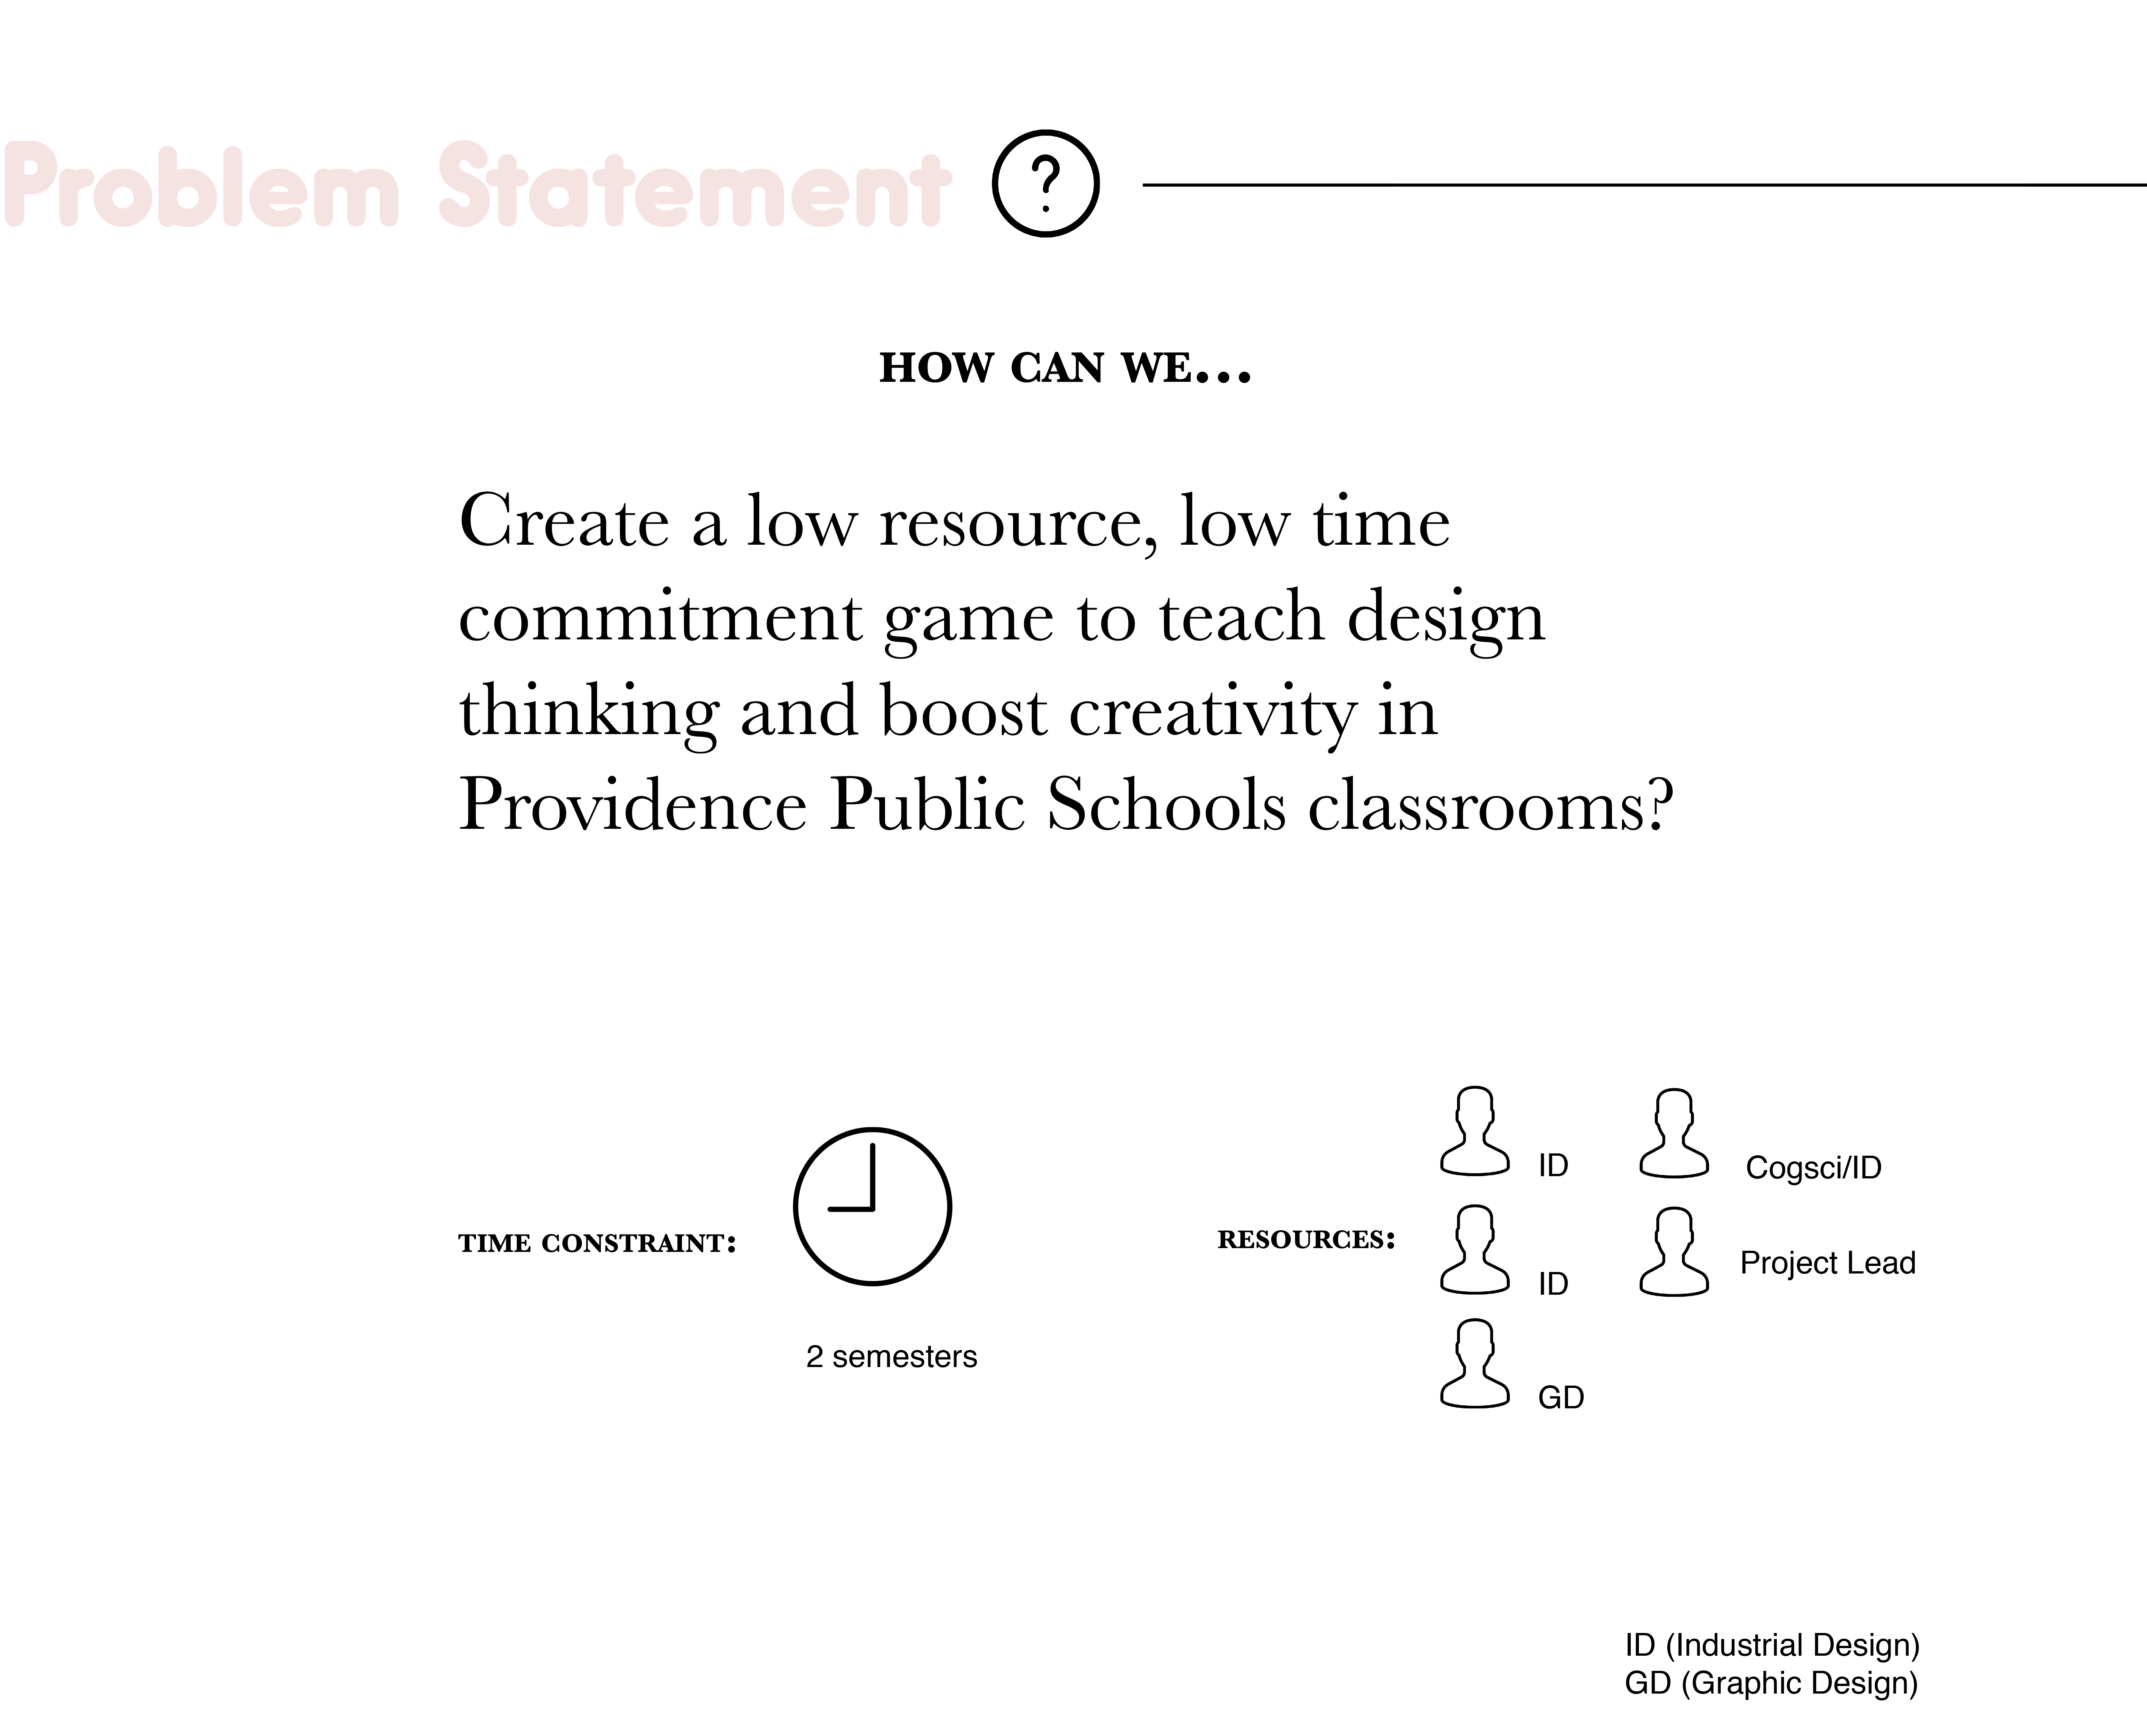 Problem Statement ?
HOW CAN WE...
Create a low resource, low time
commitment game to teach design
thinking and boost creativity in
Providence Public Schools classrooms?
TIME CONSTRAINT:
2 semesters
RESOURCES:
ID
Cogsci/ID
ID
Project Lead
GD
ID (Industrial Design)
GD (Graphic Design)